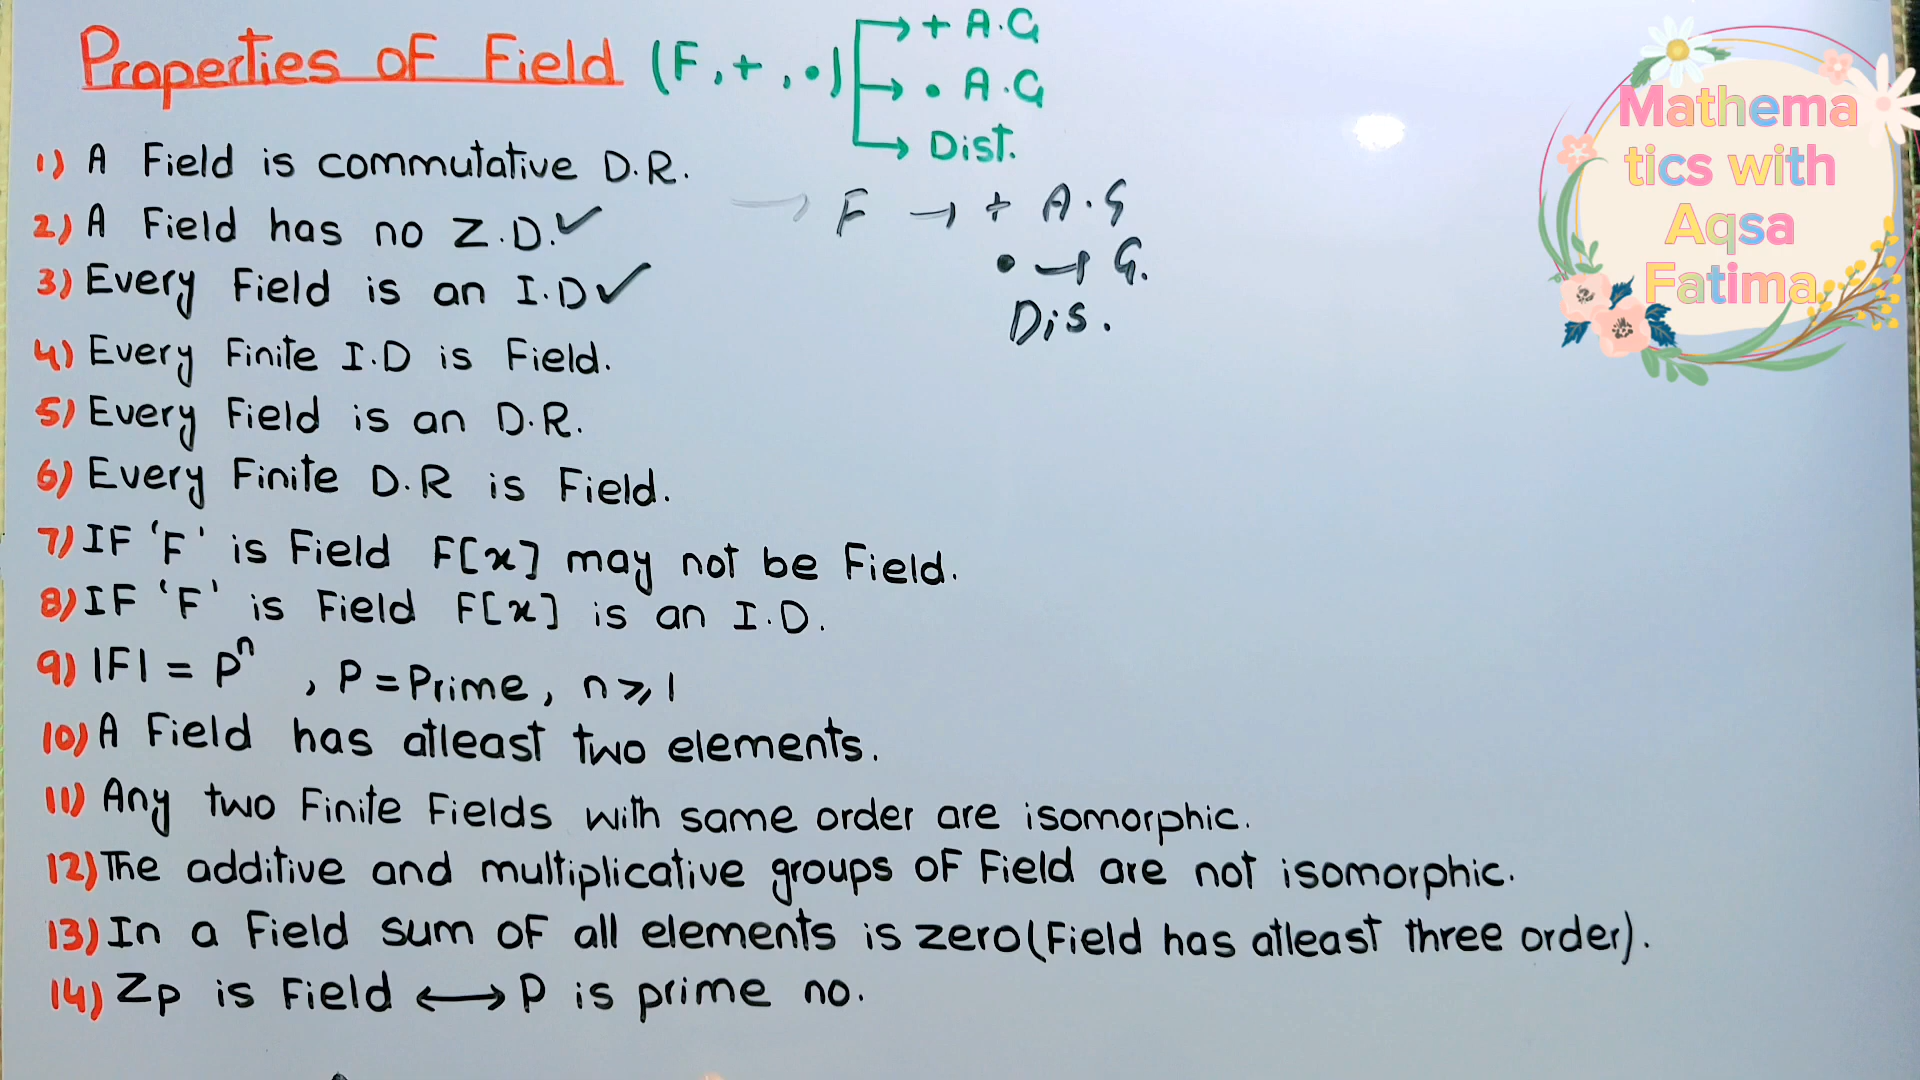 Properties of Field (F, +, •) → + A.G
→ • A.G
→ Dist.
1) A Field is commutative D.R.
2) A Field has no Z.D. ✓
3) Every Field is an I.D ✓
4) Every Finite I.D is Field.
5) Every Field is an D.R.
6) Every Finite D.R is Field.
7) IF 'F' is Field F[x] may not be Field.
8) IF 'F' is Field F[x] is an I.D.
9) |F| = Pⁿ , P = Prime, n ⩾ 1
10) A Field has atleast two elements.
11) Any two Finite Fields with same order are isomorphic.
12) The additive and multiplicative groups of Field are not isomorphic.
13) In a Field sum of all elements is zero (Field has atleast three order).
14) Zp is Field ⟷ P is prime no.
→ F → + A.G
• → G.
Dis.
Mathema
tics with
Aqsa
Fatima